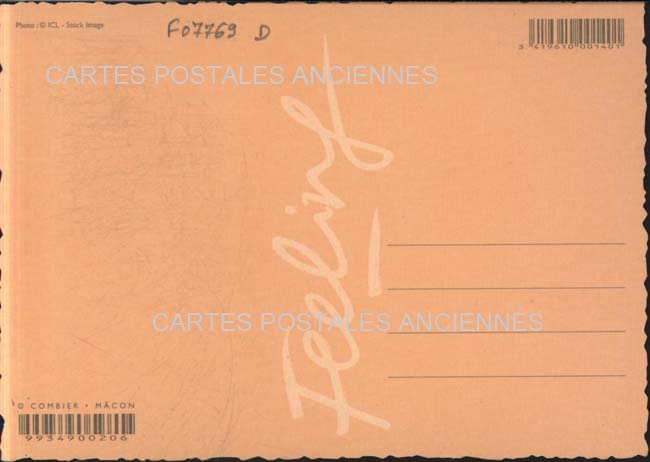 Photo : © ICL - Stock Image
F07769 D
3 419610 001401
CARTES POSTALES ANCIENNES
Feeling
CARTES POSTALES ANCIENNES
© COMBIER • MÂCON
9934900206